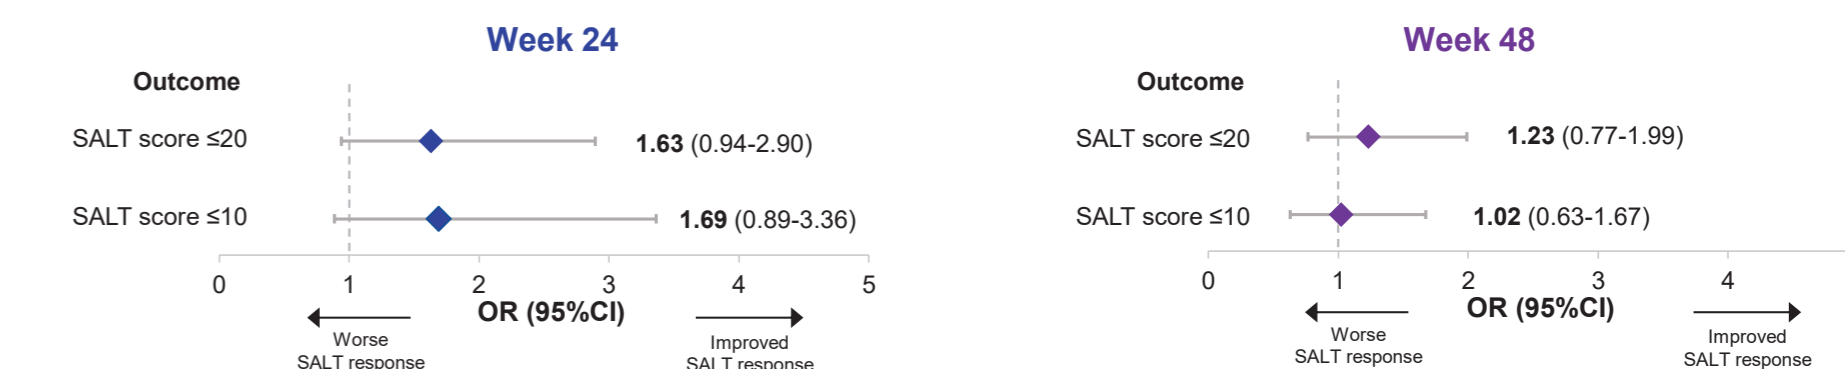 Week 24
Outcome
SALT score ≤20
1.63 (0.94-2.90)
SALT score ≤10
1.69 (0.89-3.36)
0 1 2 3 4 5
OR (95%CI)
Worse
SALT response
Improved
SALT response
Week 48
Outcome
SALT score ≤20
1.23 (0.77-1.99)
SALT score ≤10
1.02 (0.63-1.67)
0 1 2 3 4
OR (95%CI)
Worse
SALT response
Improved
SALT response